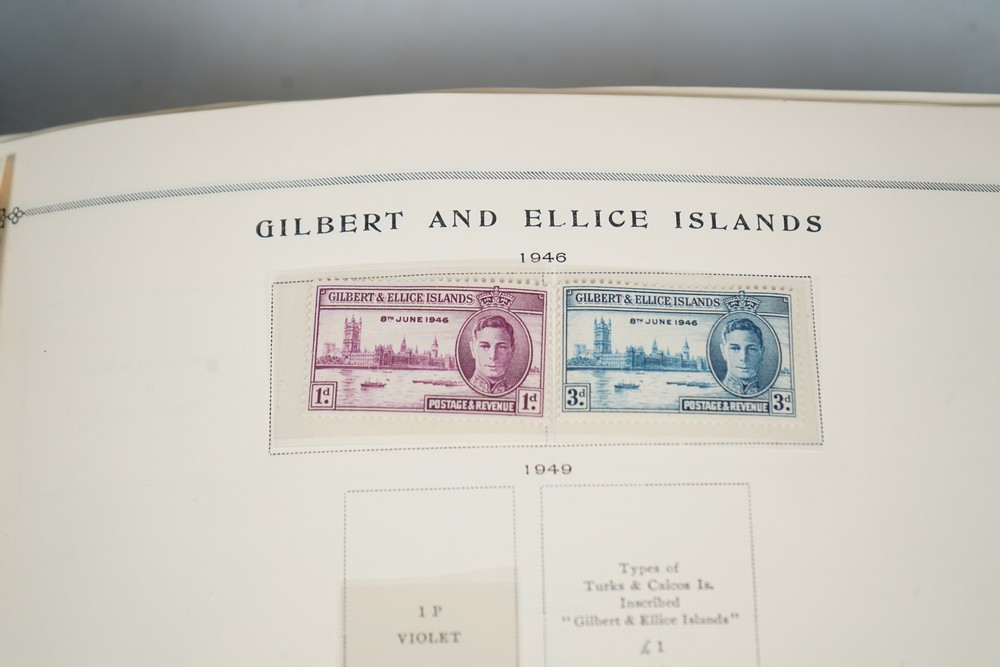 GILBERT AND ELLICE ISLANDS
1946
GILBERT & ELLICE ISLANDS
8TH JUNE 1946
1d
POSTAGE & REVENUE
1d
GILBERT & ELLICE ISLANDS
8TH JUNE 1946
3d
POSTAGE & REVENUE
3d
1949
1 P
VIOLET
Types of
Turks & Caicos Is.
Inscribed
"Gilbert & Ellice Islands"
£1